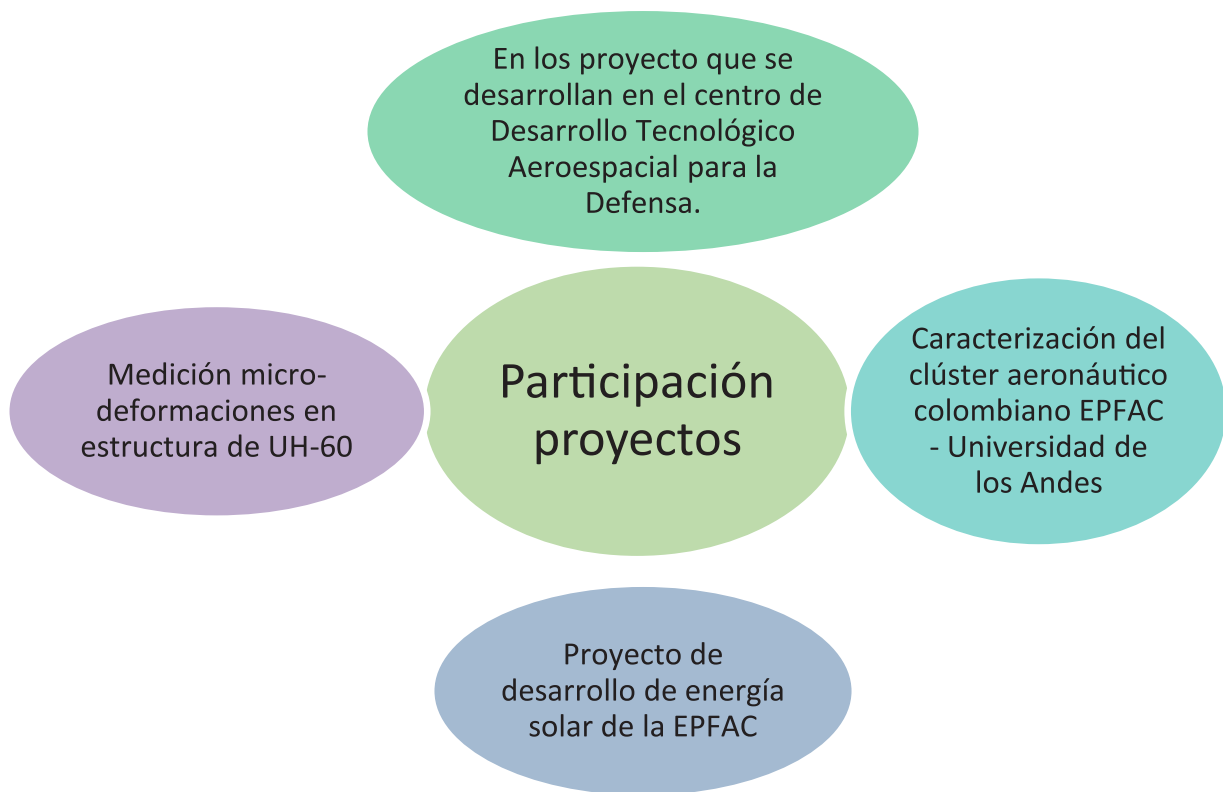 En los proyecto que se
desarrollan en el centro de
Desarrollo Tecnológico
Aeroespacial para la
Defensa.
Medición micro-
deformaciones en
estructura de UH-60
Participación
proyectos
Caracterización del
clúster aeronáutico
colombiano EPFAC
- Universidad de
los Andes
Proyecto de
desarrollo de energía
solar de la EPFAC